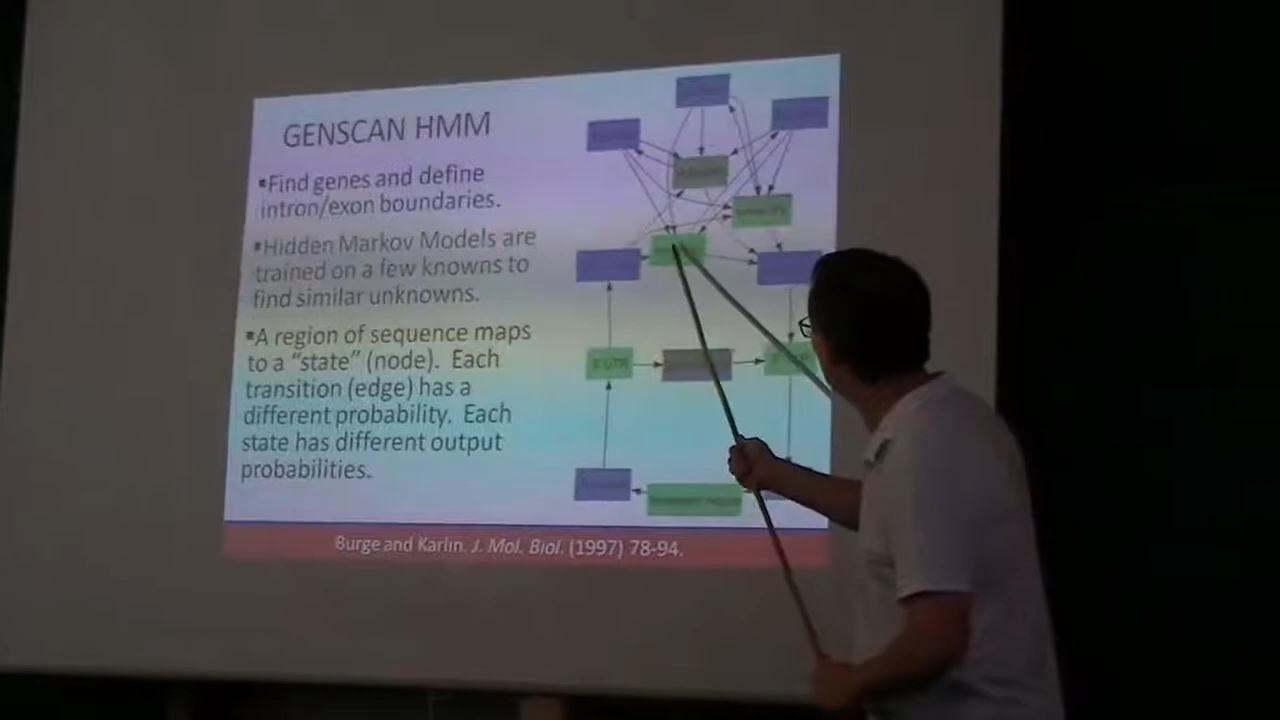 GENSCAN HMM
▪Find genes and define
intron/exon boundaries.
▪Hidden Markov Models are
trained on a few knowns to
find similar unknowns.
▪A region of sequence maps
to a “state” (node).  Each
transition (edge) has a
different probability.  Each
state has different output
probabilities.
5'UTR
Burge and Karlin. J. Mol. Biol. (1997) 78-94.